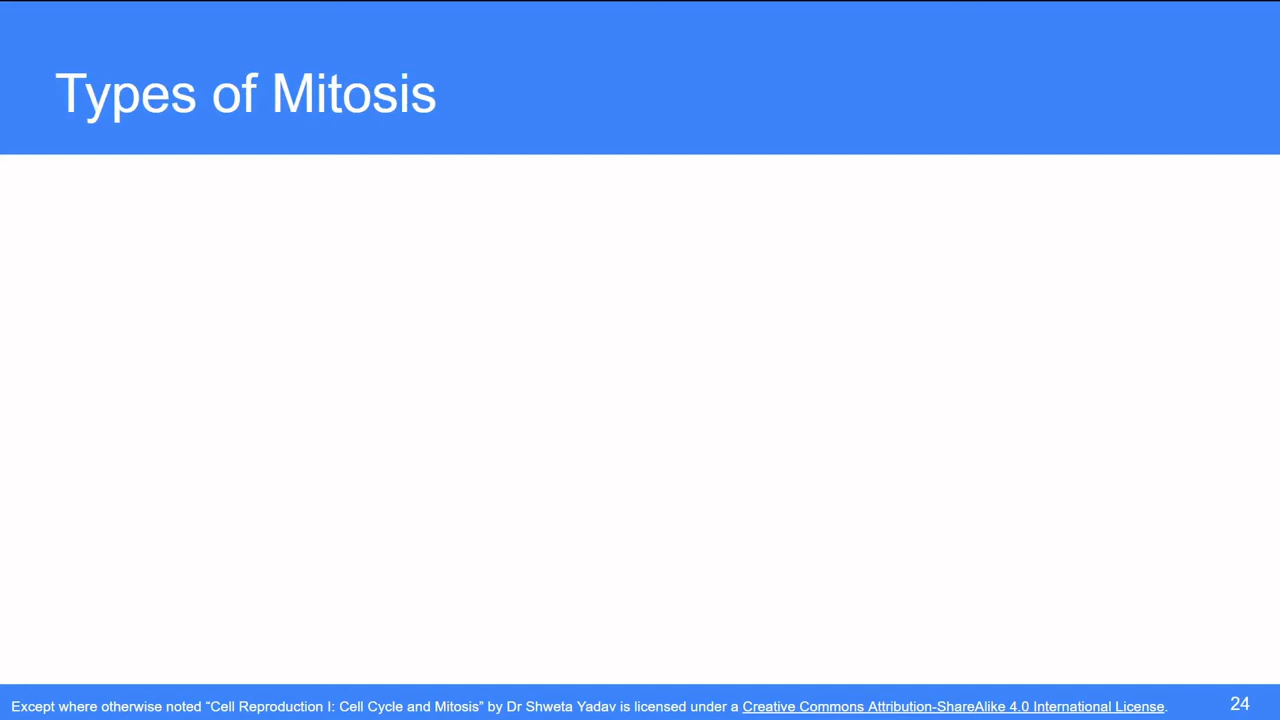 Types of Mitosis
Except where otherwise noted “Cell Reproduction I: Cell Cycle and Mitosis” by Dr Shweta Yadav is licensed under a Creative Commons Attribution-ShareAlike 4.0 International License.
24